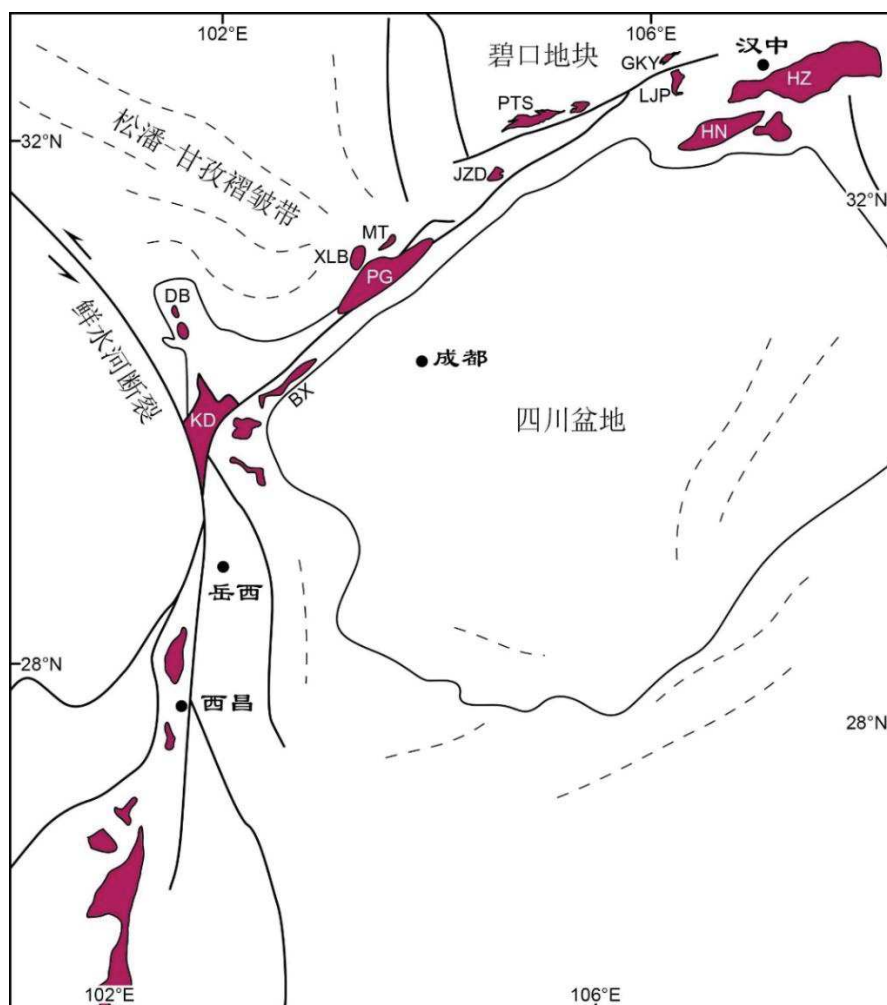 102°E
106°E
碧口地块
GKY
汉中
HZ
LJP
PTS
HN
32°N
松潘-甘孜褶皱带
JZD
32°N
MT
XLB
PG
DB
鲜水河断裂
成都
BX
KD
四川盆地
岳西
28°N
西昌
28°N
102°E
106°E